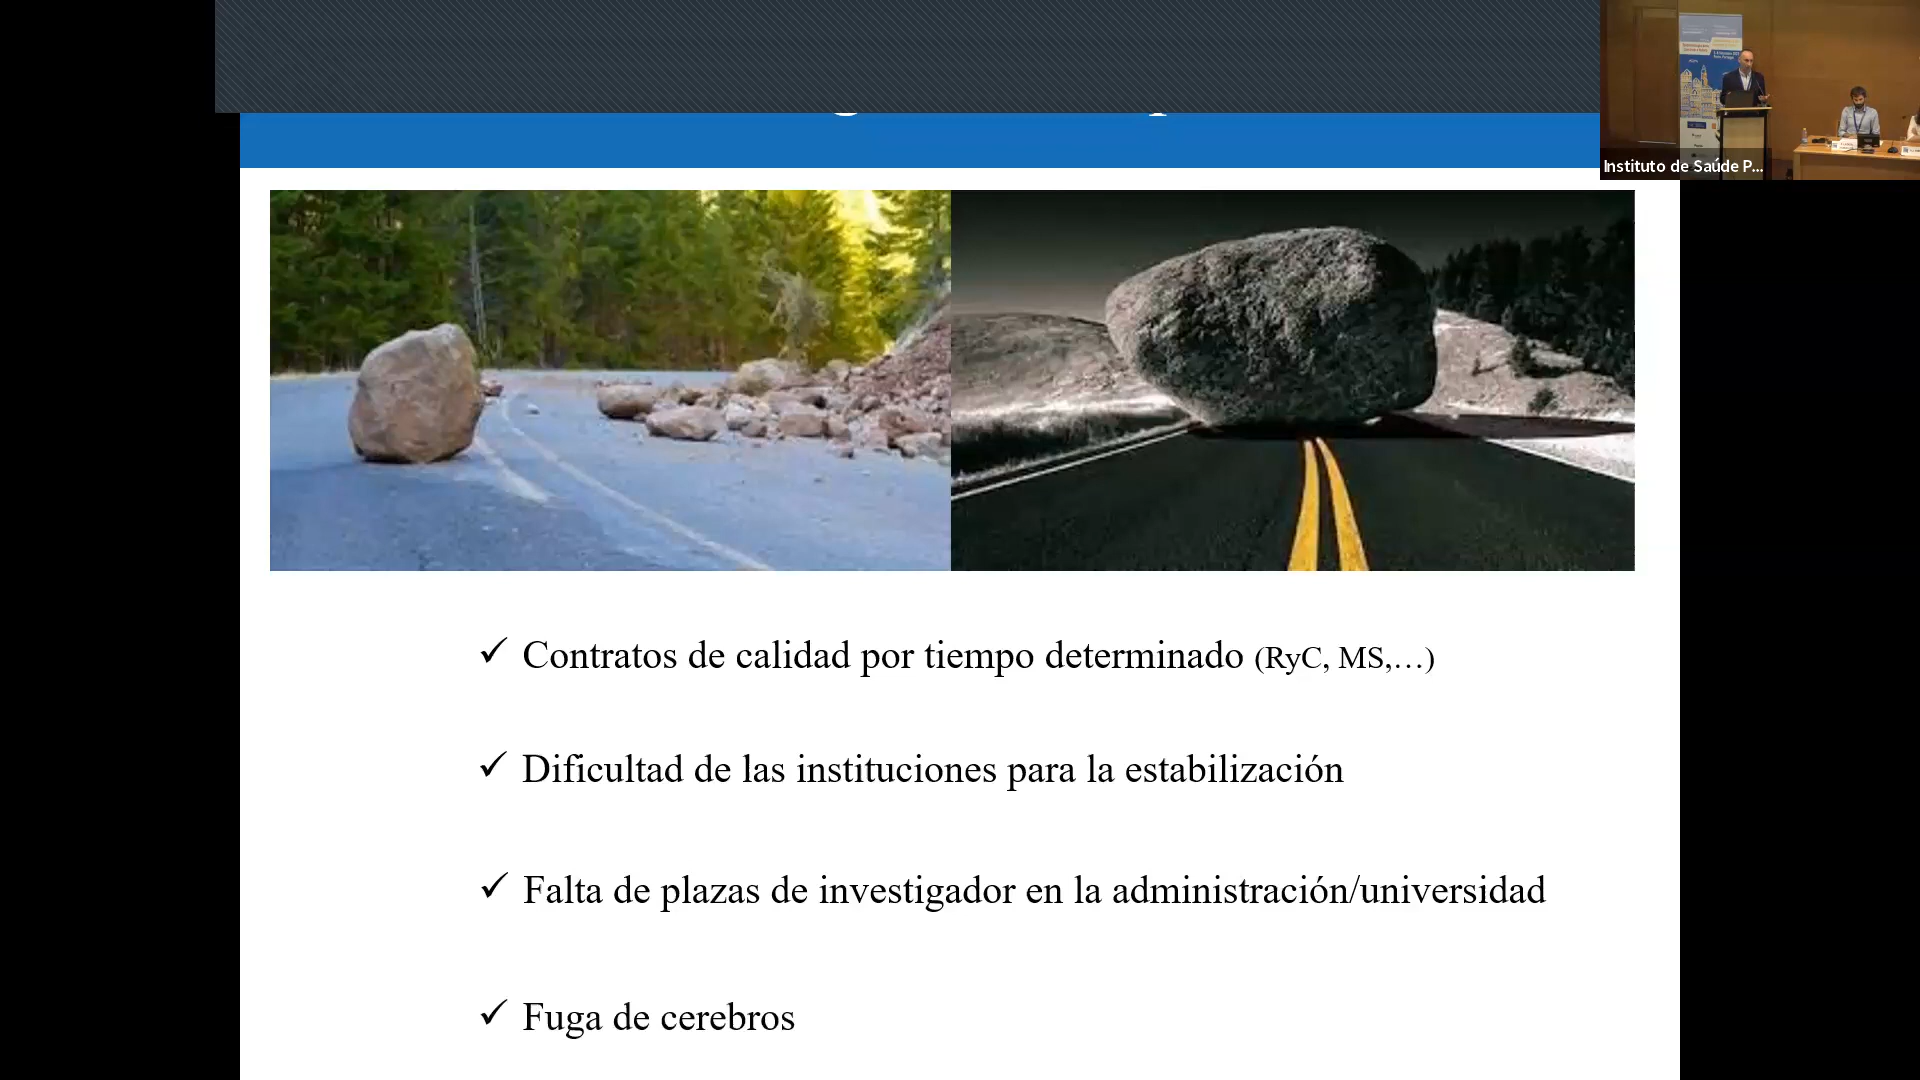 Instituto de Saúde P...
✓ Contratos de calidad por tiempo determinado (RyC, MS,…)
✓ Dificultad de las instituciones para la estabilización
✓ Falta de plazas de investigador en la administración/universidad
✓ Fuga de cerebros